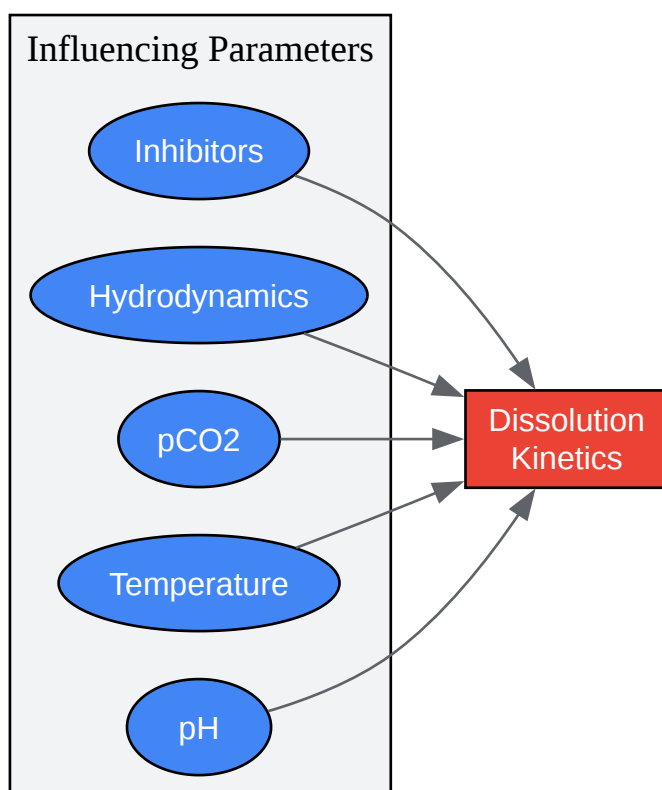 Influencing Parameters
Inhibitors
Hydrodynamics
pCO2
Temperature
pH
Dissolution
Kinetics